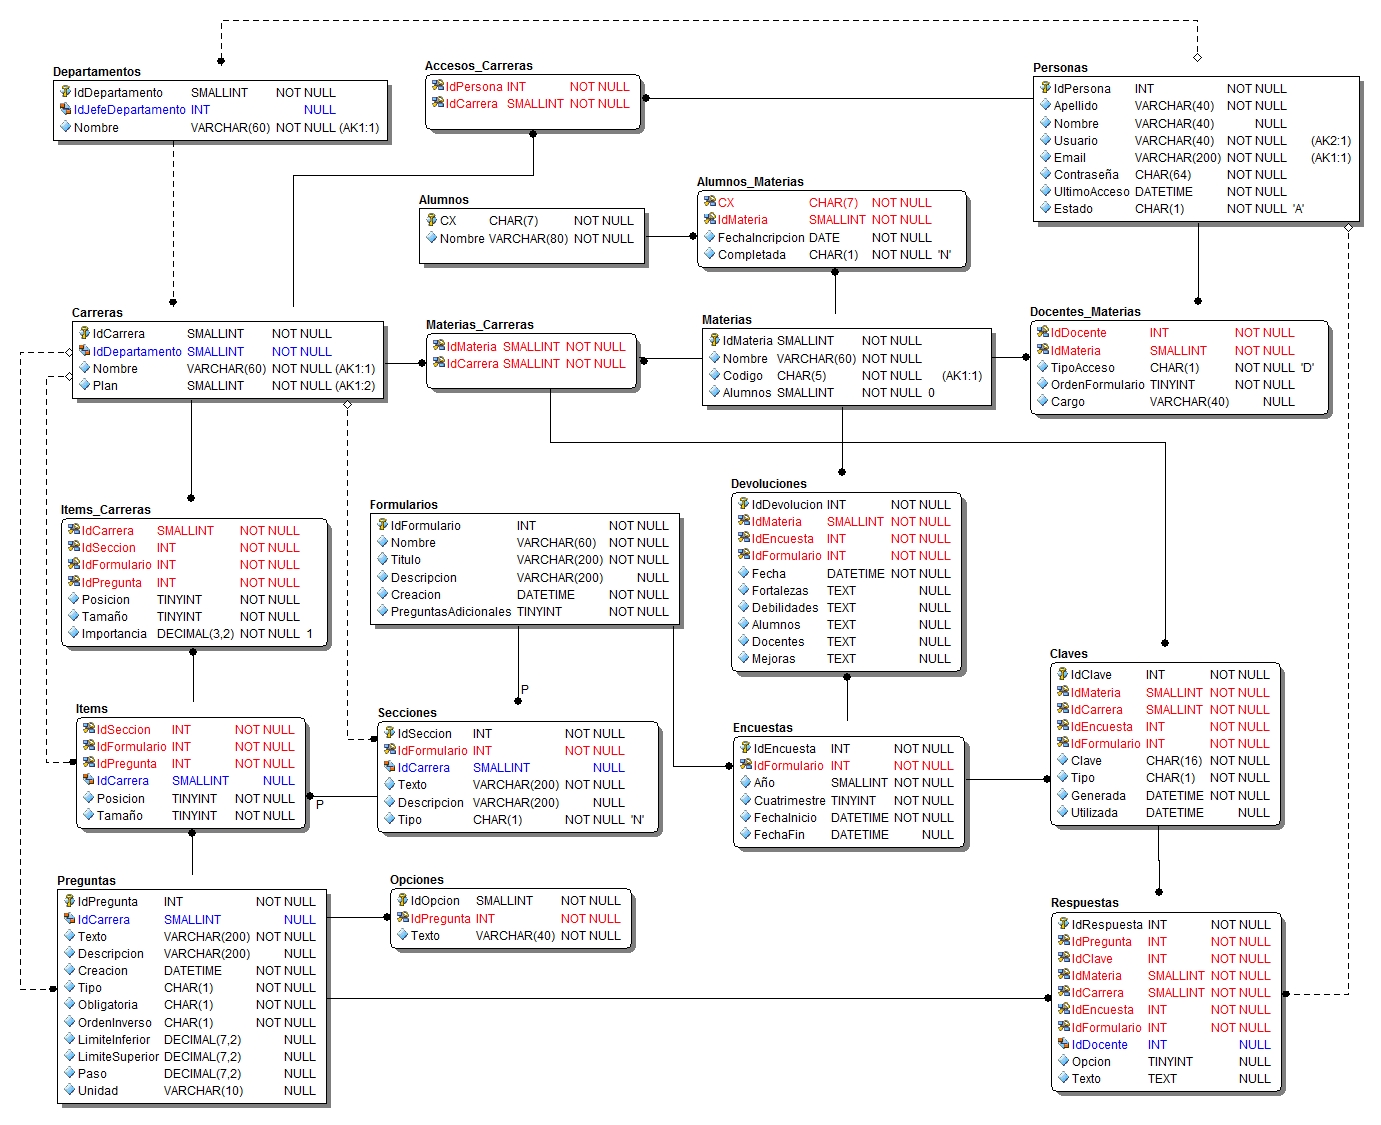 Departamentos
IdDepartamento SMALLINT NOT NULL
IdJefeDepartamento INT NULL
Nombre VARCHAR(60) NOT NULL (AK1:1)
Accesos_Carreras
IdPersona INT NOT NULL
IdCarrera SMALLINT NOT NULL
Personas
IdPersona INT NOT NULL
Apellido VARCHAR(40) NOT NULL
Nombre VARCHAR(40) NULL
Usuario VARCHAR(40) NOT NULL (AK2:1)
Email VARCHAR(200) NOT NULL (AK1:1)
Contraseña CHAR(64) NOT NULL
UltimoAcceso DATETIME NOT NULL
Estado CHAR(1) NOT NULL 'A'
Alumnos
CX CHAR(7) NOT NULL
Nombre VARCHAR(80) NOT NULL
Alumnos_Materias
CX CHAR(7) NOT NULL
IdMateria SMALLINT NOT NULL
FechaIncripcion DATE NOT NULL
Completada CHAR(1) NOT NULL 'N'
Carreras
IdCarrera SMALLINT NOT NULL
IdDepartamento SMALLINT NOT NULL
Nombre VARCHAR(60) NOT NULL (AK1:1)
Plan SMALLINT NOT NULL (AK1:2)
Materias_Carreras
IdMateria SMALLINT NOT NULL
IdCarrera SMALLINT NOT NULL
Materias
IdMateria SMALLINT NOT NULL
Nombre VARCHAR(60) NOT NULL
Codigo CHAR(5) NOT NULL (AK1:1)
Alumnos SMALLINT NOT NULL 0
Docentes_Materias
IdDocente INT NOT NULL
IdMateria SMALLINT NOT NULL
TipoAcceso CHAR(1) NOT NULL 'D'
OrdenFormulario TINYINT NOT NULL
Cargo VARCHAR(40) NULL
Items_Carreras
IdCarrera SMALLINT NOT NULL
IdSeccion INT NOT NULL
IdFormulario INT NOT NULL
IdPregunta INT NOT NULL
Posicion TINYINT NOT NULL
Tamaño TINYINT NOT NULL
Importancia DECIMAL(3,2) NOT NULL 1
Formularios
IdFormulario INT NOT NULL
Nombre VARCHAR(60) NOT NULL
Titulo VARCHAR(200) NOT NULL
Descripcion VARCHAR(200) NULL
Creacion DATETIME NOT NULL
PreguntasAdicionales TINYINT NOT NULL
P
Devoluciones
IdDevolucion INT NOT NULL
IdMateria SMALLINT NOT NULL
IdEncuesta INT NOT NULL
IdFormulario INT NOT NULL
Fecha DATETIME NOT NULL
Fortalezas TEXT NULL
Debilidades TEXT NULL
Alumnos TEXT NULL
Docentes TEXT NULL
Mejoras TEXT NULL
Claves
IdClave INT NOT NULL
IdMateria SMALLINT NOT NULL
IdCarrera SMALLINT NOT NULL
IdEncuesta INT NOT NULL
IdFormulario INT NOT NULL
Clave CHAR(16) NOT NULL
Tipo CHAR(1) NOT NULL
Generada DATETIME NOT NULL
Utilizada DATETIME NULL
Items
IdSeccion INT NOT NULL
IdFormulario INT NOT NULL
IdPregunta INT NOT NULL
IdCarrera SMALLINT NULL
Posicion TINYINT NOT NULL
Tamaño TINYINT NOT NULL
P
Secciones
IdSeccion INT NOT NULL
IdFormulario INT NOT NULL
IdCarrera SMALLINT NULL
Texto VARCHAR(200) NOT NULL
Descripcion VARCHAR(200) NULL
Tipo CHAR(1) NOT NULL 'N'
Encuestas
IdEncuesta INT NOT NULL
IdFormulario INT NOT NULL
Año SMALLINT NOT NULL
Cuatrimestre TINYINT NOT NULL
FechaInicio DATETIME NOT NULL
FechaFin DATETIME NULL
Preguntas
IdPregunta INT NOT NULL
IdCarrera SMALLINT NULL
Texto VARCHAR(200) NOT NULL
Descripcion VARCHAR(200) NULL
Creacion DATETIME NOT NULL
Tipo CHAR(1) NOT NULL
Obligatoria CHAR(1) NOT NULL
OrdenInverso CHAR(1) NOT NULL
LimiteInferior DECIMAL(7,2) NULL
LimiteSuperior DECIMAL(7,2) NULL
Paso DECIMAL(7,2) NULL
Unidad VARCHAR(10) NULL
Opciones
IdOpcion SMALLINT NOT NULL
IdPregunta INT NOT NULL
Texto VARCHAR(40) NOT NULL
Respuestas
IdRespuesta INT NOT NULL
IdPregunta INT NOT NULL
IdClave INT NOT NULL
IdMateria SMALLINT NOT NULL
IdCarrera SMALLINT NOT NULL
IdEncuesta INT NOT NULL
IdFormulario INT NOT NULL
IdDocente INT NULL
Opcion TINYINT NULL
Texto TEXT NULL